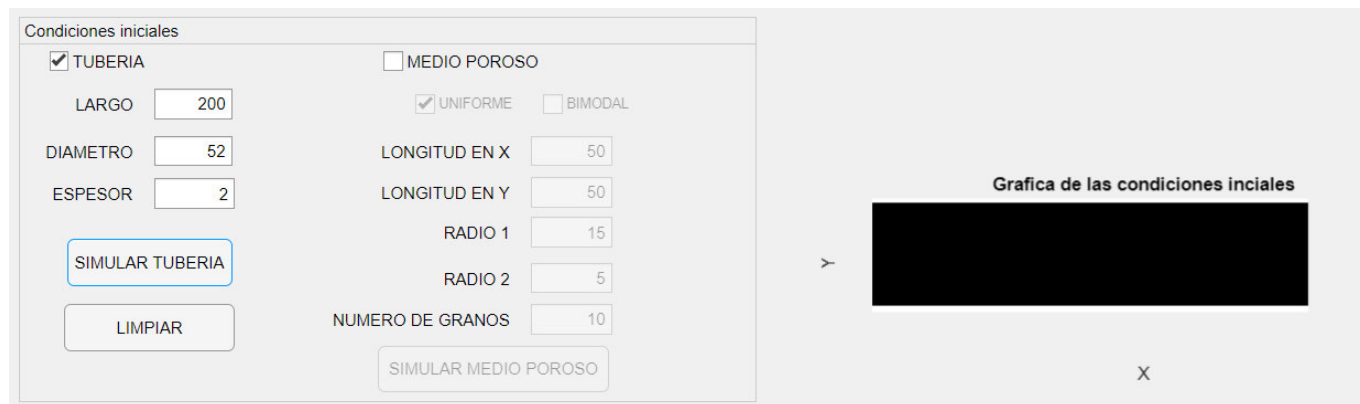 Condiciones iniciales
TUBERIA
LARGO 200
DIAMETRO 52
ESPESOR 2
SIMULAR TUBERIA
LIMPIAR
MEDIO POROSO
UNIFORME BIMODAL
LONGITUD EN X 50
LONGITUD EN Y 50
RADIO 1 15
RADIO 2 5
NUMERO DE GRANOS 10
SIMULAR MEDIO POROSO
Grafica de las condiciones inciales
Y
X